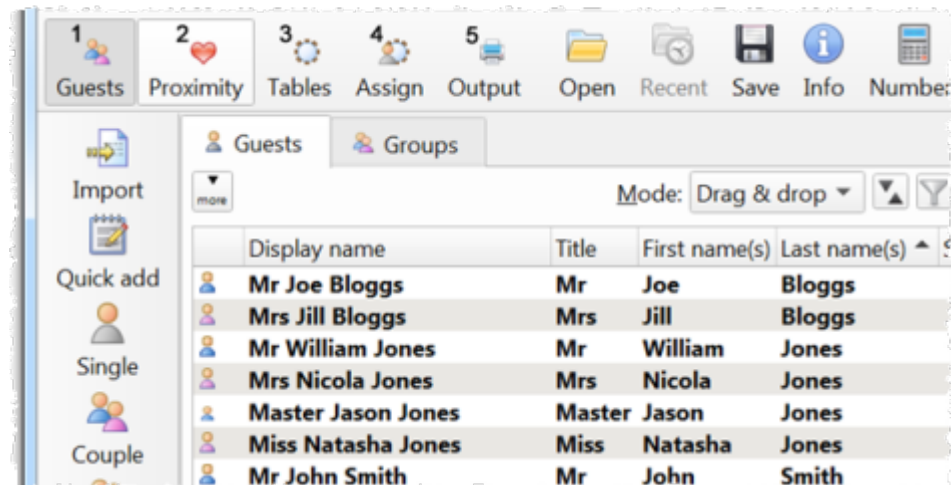 1 2 3 4 5
Guests Proximity Tables Assign Output Open Recent Save Info
Import
Quick add
Single
Couple
Guests Groups
more Mode: Drag & drop
Display name Title First name(s) Last name(s)
Mr Joe Bloggs Mr Joe Bloggs
Mrs Jill Bloggs Mrs Jill Bloggs
Mr William Jones Mr William Jones
Mrs Nicola Jones Mrs Nicola Jones
Master Jason Jones Master Jason Jones
Miss Natasha Jones Miss Natasha Jones
Mr John Smith Mr John Smith